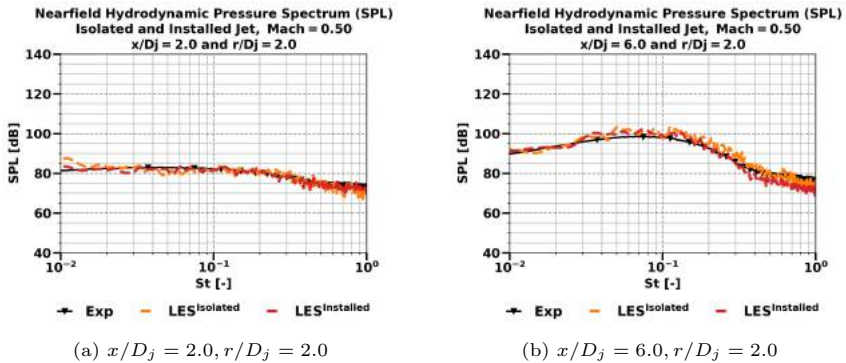 Nearfield Hydrodynamic Pressure Spectrum (SPL)
Isolated and Installed Jet, Mach = 0.50
x/Dj = 2.0 and r/Dj = 2.0
140
120
100
80
60
40
SPL [dB]
10⁻² 10⁻¹ 10⁰
St [-]
Exp LES^Isolated LES^Installed
(a) x/D_j = 2.0, r/D_j = 2.0
Nearfield Hydrodynamic Pressure Spectrum (SPL)
Isolated and Installed Jet, Mach = 0.50
x/Dj = 6.0 and r/Dj = 2.0
140
120
100
80
60
40
SPL [dB]
10⁻² 10⁻¹ 10⁰
St [-]
Exp LES^Isolated LES^Installed
(b) x/D_j = 6.0, r/D_j = 2.0